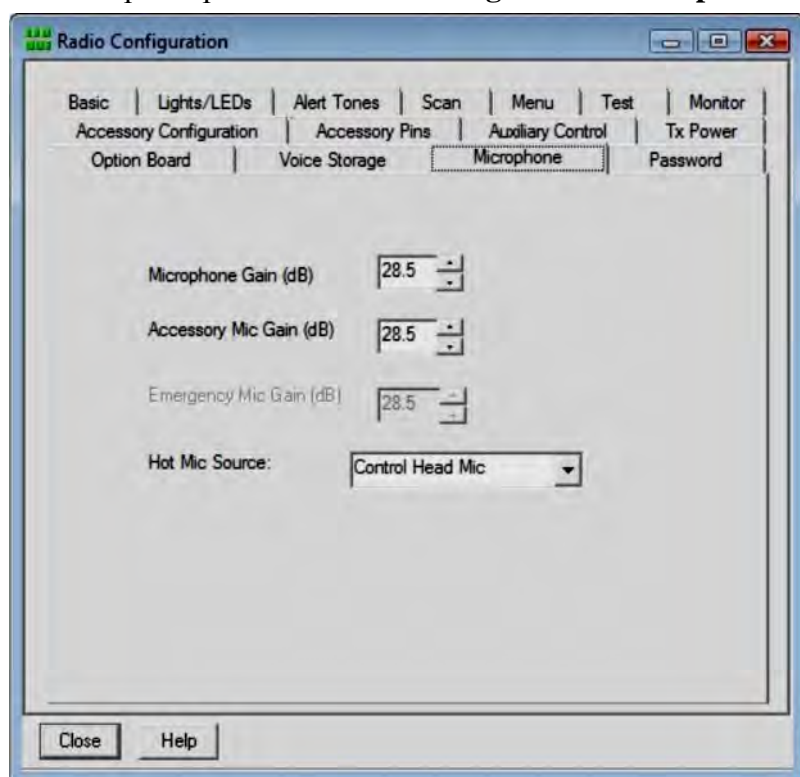 Radio Configuration
Basic Lights/LEDs Alert Tones Scan Menu Test Monitor
Accessory Configuration Accessory Pins Auxiliary Control Tx Power
Option Board Voice Storage Microphone Password
Microphone Gain (dB) 28.5
Accessory Mic Gain (dB) 28.5
Emergency Mic Gain (dB) 28.5
Hot Mic Source: Control Head Mic
Close Help